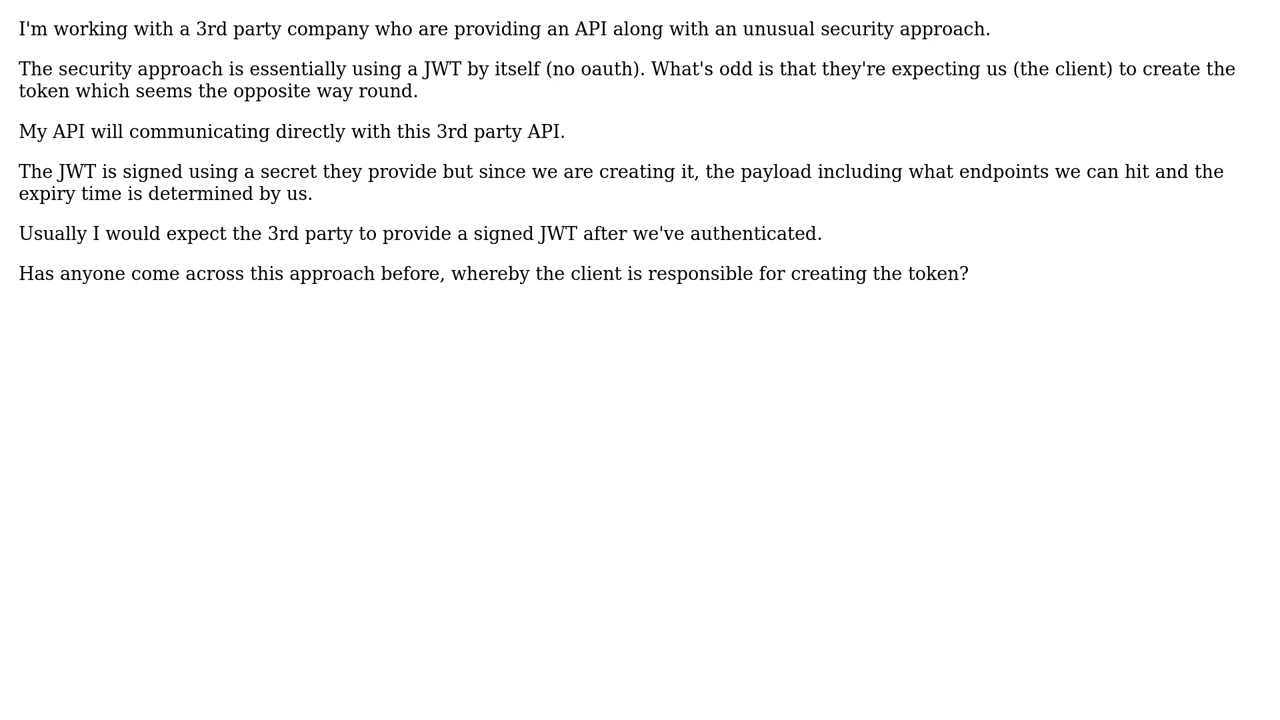 I'm working with a 3rd party company who are providing an API along with an unusual security approach.
The security approach is essentially using a JWT by itself (no oauth). What's odd is that they're expecting us (the client) to create the
token which seems the opposite way round.
My API will communicating directly with this 3rd party API.
The JWT is signed using a secret they provide but since we are creating it, the payload including what endpoints we can hit and the
expiry time is determined by us.
Usually I would expect the 3rd party to provide a signed JWT after we've authenticated.
Has anyone come across this approach before, whereby the client is responsible for creating the token?